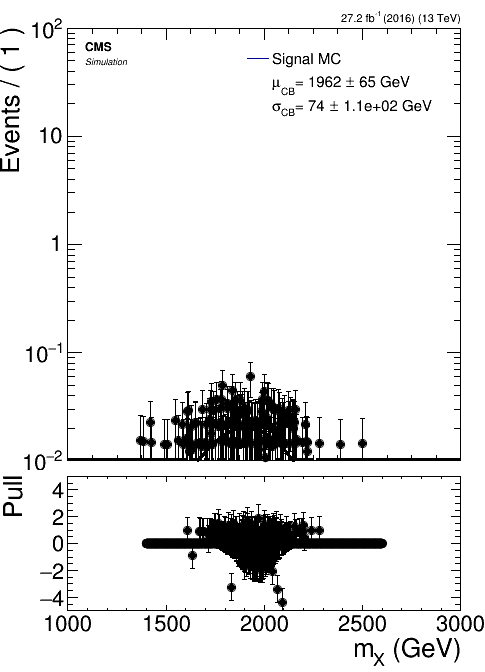 27.2 fb⁻¹ (2016) (13 TeV)
CMS
Simulation
Signal MC
μ_CB = 1962 ± 65 GeV
σ_CB = 74 ± 1.1e+02 GeV
Events / ( 1 )
10²
10
1
10⁻¹
10⁻²
Pull
4
2
0
−2
−4
1000 1500 2000 2500 3000
m_X (GeV)